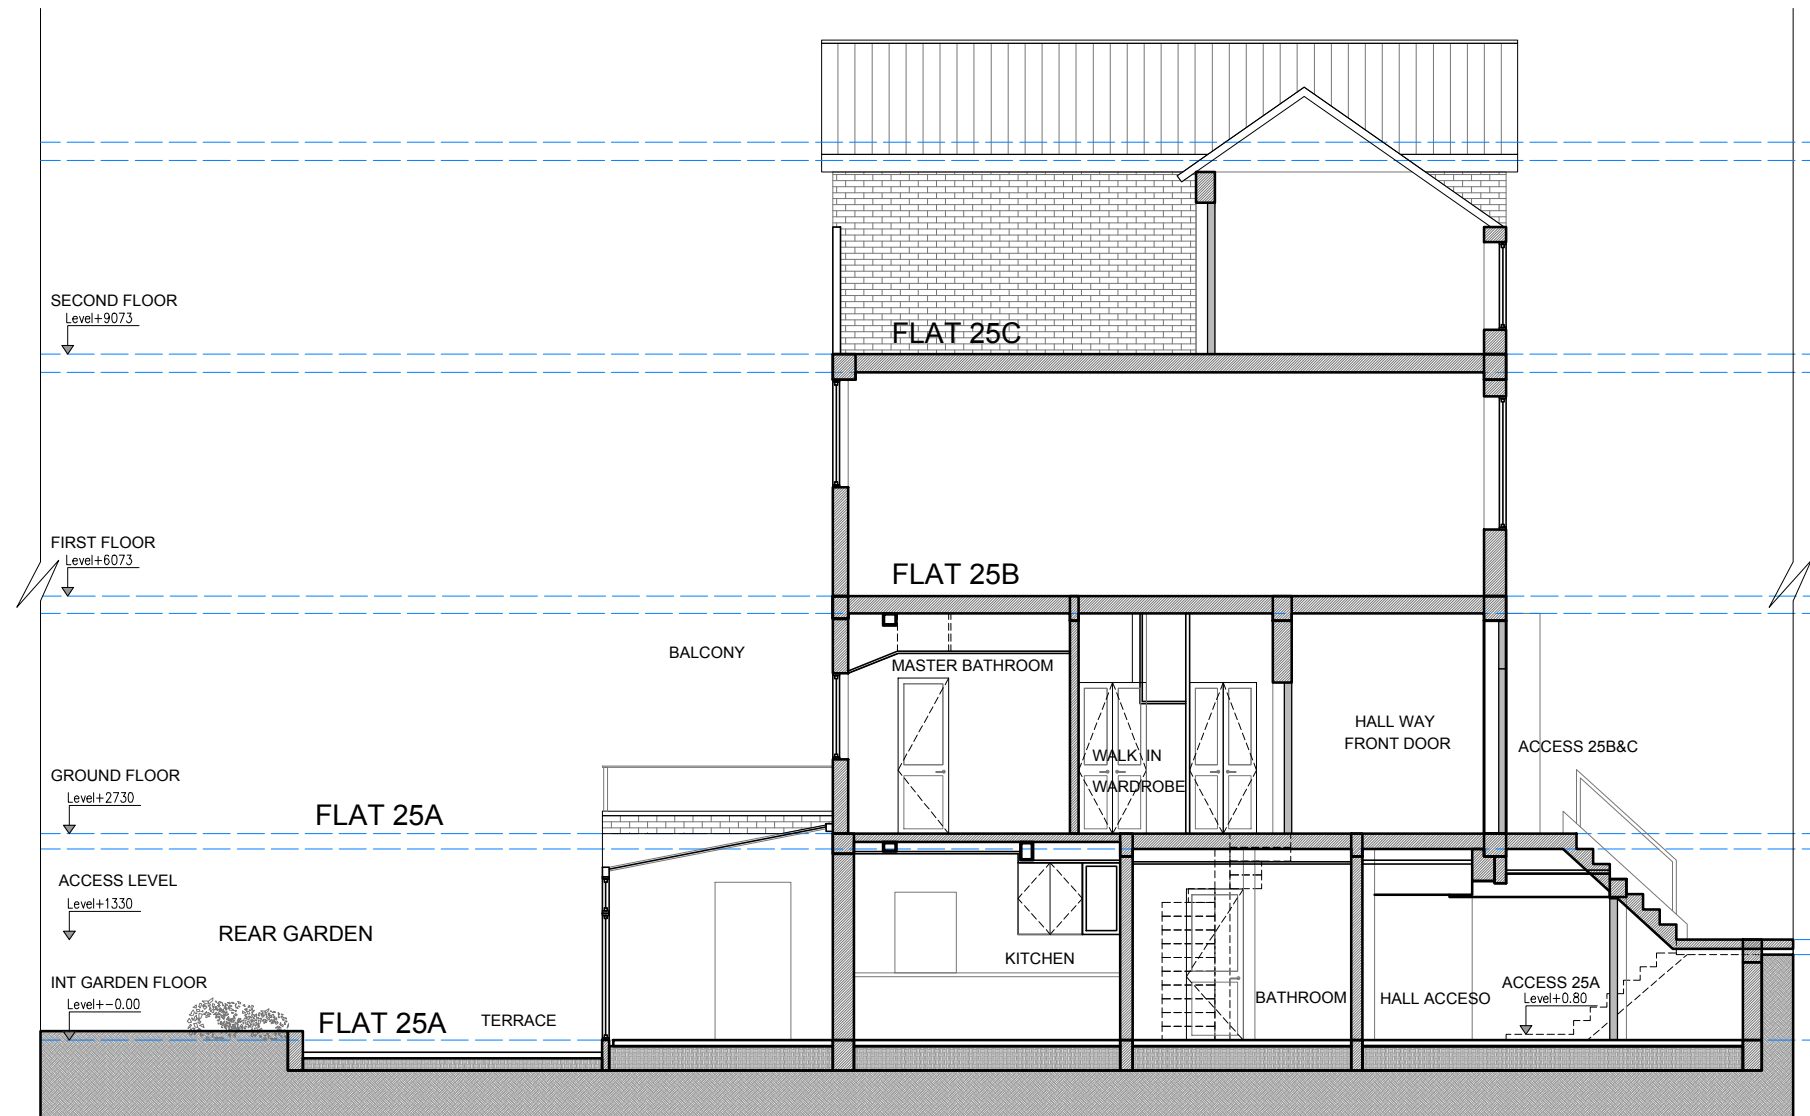 SECOND FLOOR
Level+9073
FLAT 25C
FIRST FLOOR
Level+6073
FLAT 25B
BALCONY
MASTER BATHROOM
HALL WAY
FRONT DOOR
WALK IN
WARDROBE
ACCESS 25B&C
GROUND FLOOR
Level+2730
FLAT 25A
ACCESS LEVEL
Level+1330
REAR GARDEN
KITCHEN
INT GARDEN FLOOR
Level+-0.00
FLAT 25A
TERRACE
BATHROOM
HALL ACCESO
ACCESS 25A
Level+0.80